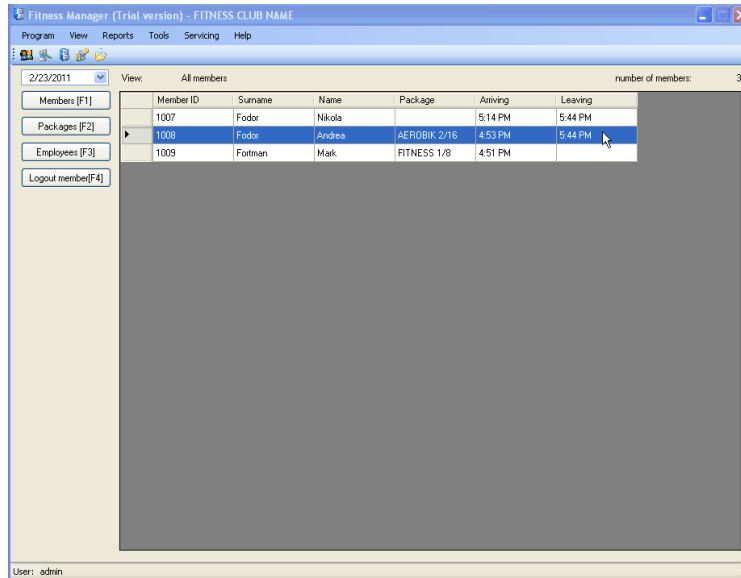 Fitness Manager (Trial version) - FITNESS CLUB NAME
Program View Reports Tools Servicing Help
2/23/2011 View: All members number of members: 3
Members [F1]
Packages [F2]
Employees [F3]
Logout member[F4]
Member ID Surname Name Package Arriving Leaving
1007 Fodor Nikola 5:14 PM 5:44 PM
1008 Fodor Andrea AEROBIK 2/16 4:53 PM 5:44 PM
1009 Fortman Mark FITNESS 1/8 4:51 PM
User: admin